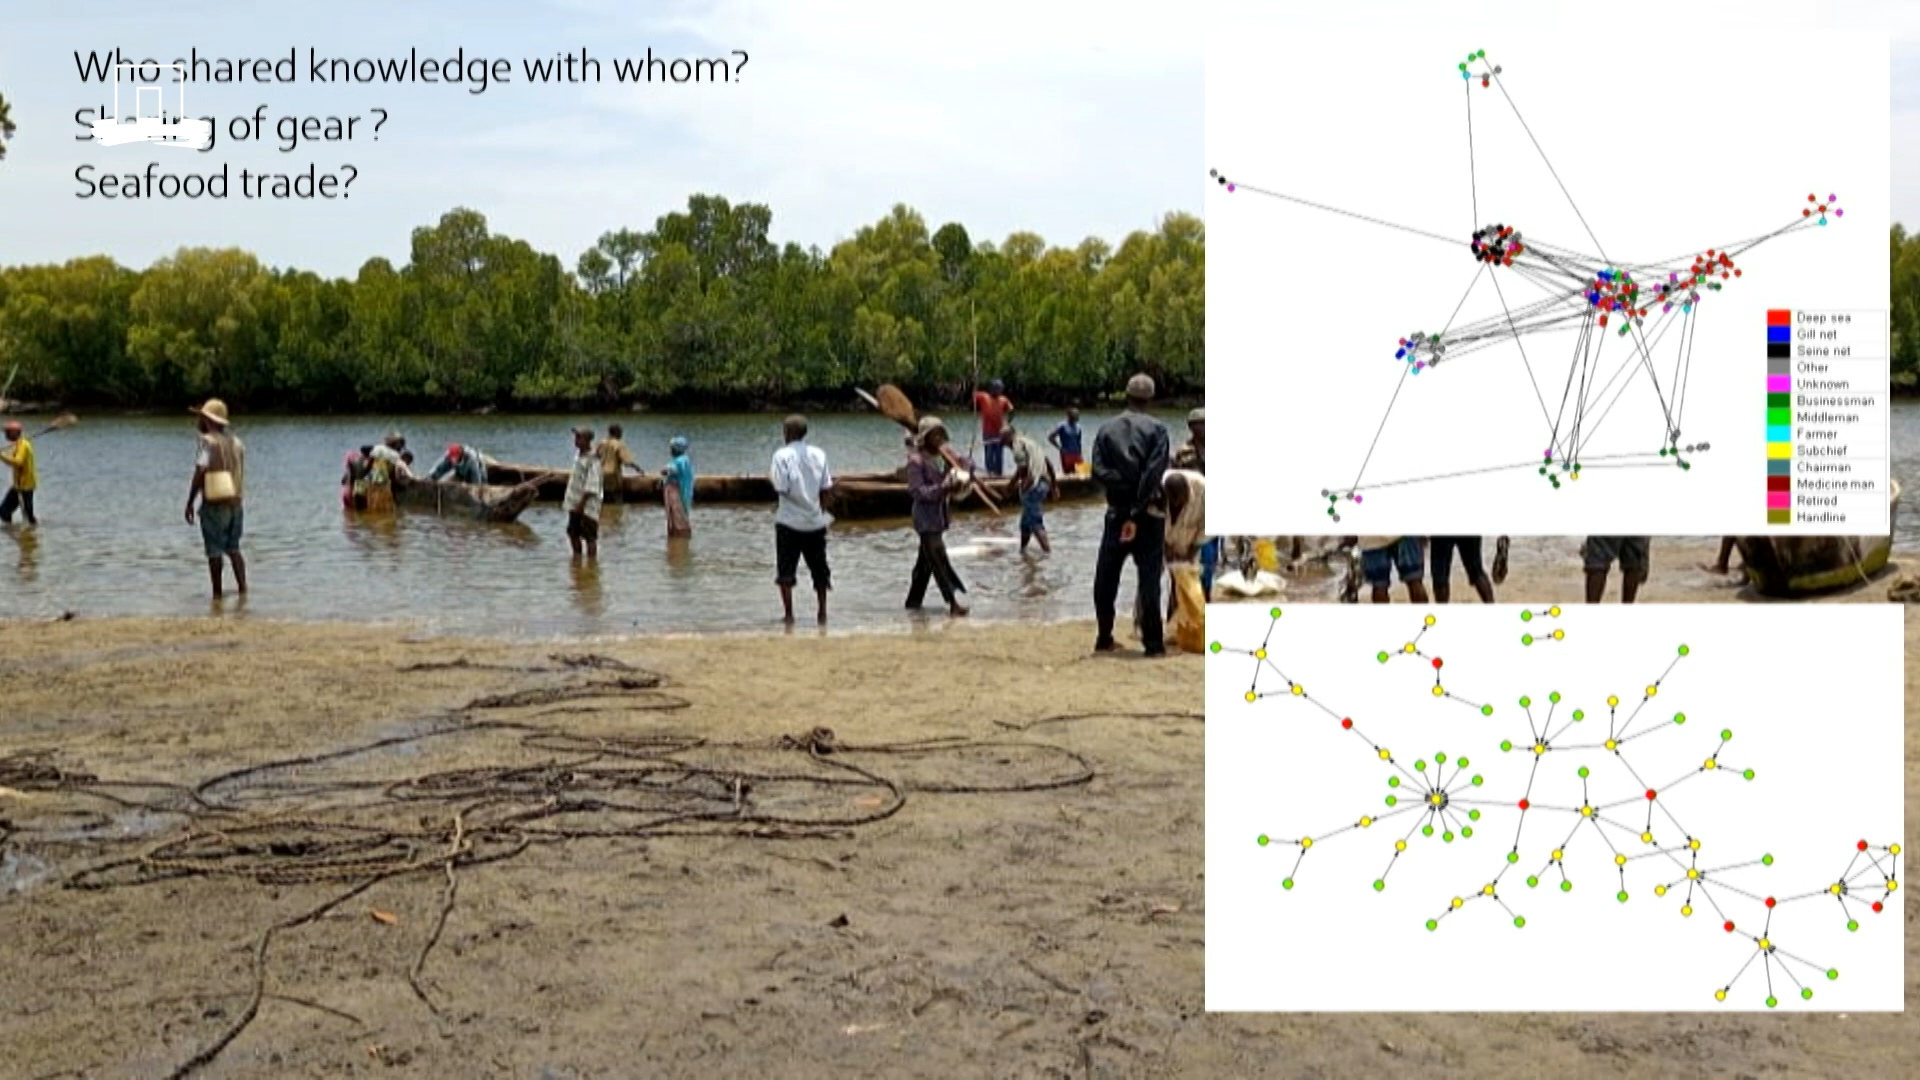 Who shared knowledge with whom?
Sharing of gear ?
Seafood trade?
Deep sea
Gill net
Seine net
Other
Unknown
Businessman
Middleman
Farmer
Subchief
Chairman
Medicine man
Retired
Handline